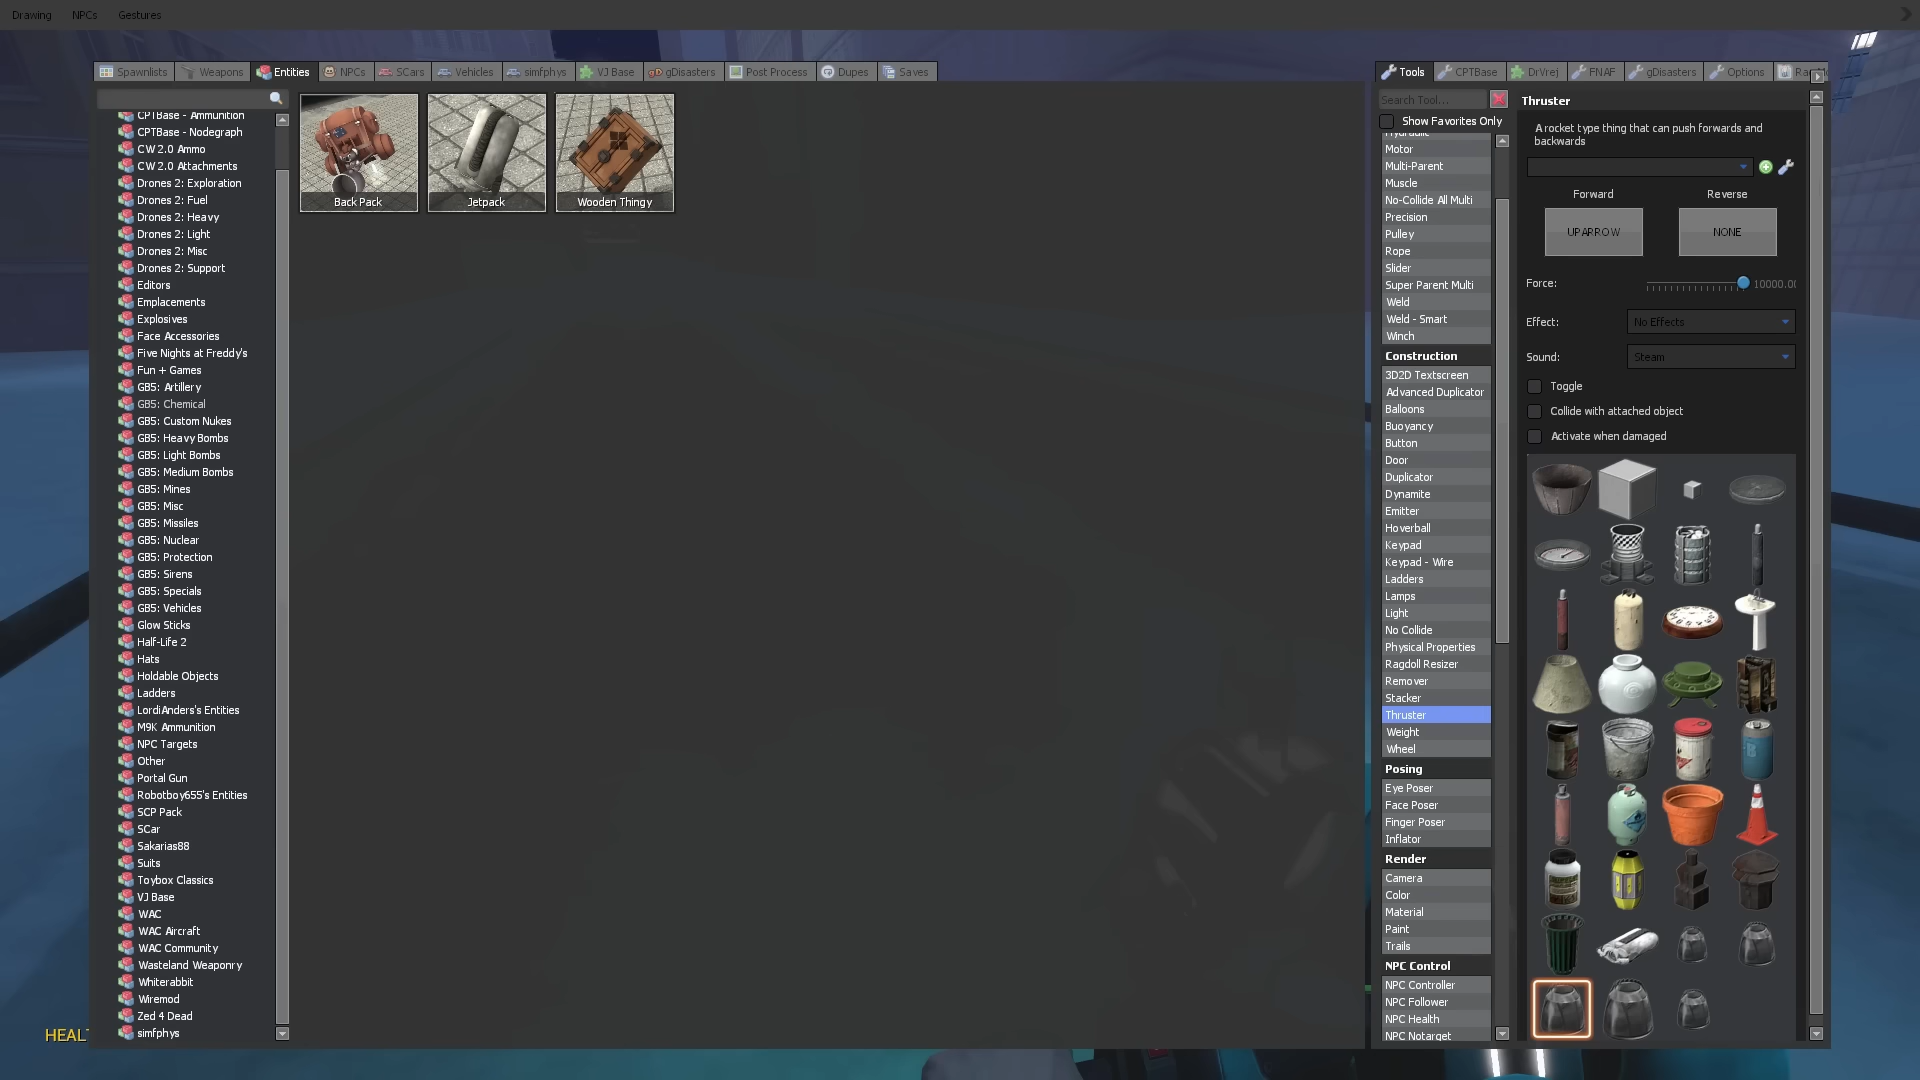 Drawing NPCs Gestures
Spawnlists Weapons Entities NPCs SCars Vehicles simfphys VJ Base gDisasters Post Process Dupes Saves
CPTBase - Ammunition
CPTBase - Nodegraph
CW 2.0 Ammo
CW 2.0 Attachments
Drones 2: Exploration
Drones 2: Fuel
Drones 2: Heavy
Drones 2: Light
Drones 2: Misc
Drones 2: Support
Editors
Emplacements
Explosives
Face Accessories
Five Nights at Freddy's
Fun + Games
GB5: Artillery
GB5: Chemical
GB5: Custom Nukes
GB5: Heavy Bombs
GB5: Light Bombs
GB5: Medium Bombs
GB5: Mines
GB5: Misc
GB5: Missiles
GB5: Nuclear
GB5: Protection
GB5: Sirens
GB5: Specials
GB5: Vehicles
Glow Sticks
Half-Life 2
Hats
Holdable Objects
Ladders
LordiAnders's Entities
M9K Ammunition
NPC Targets
Other
Portal Gun
Robotboy655's Entities
SCP Pack
SCar
Sakarias88
Suits
Toybox Classics
VJ Base
WAC
WAC Aircraft
WAC Community
Wasteland Weaponry
Whiterabbit
Wiremod
Zed 4 Dead
simfphys
Back Pack
Jetpack
Wooden Thingy
Tools CPTBase DrVrej FNAF gDisasters Options
Search Tool...
Show Favorites Only
Hydraulic
Motor
Multi-Parent
Muscle
No-Collide All Multi
Precision
Pulley
Rope
Slider
Super Parent Multi
Weld
Weld - Smart
Winch
Construction
3D2D Textscreen
Advanced Duplicator
Balloons
Buoyancy
Button
Door
Duplicator
Dynamite
Emitter
Hoverball
Keypad
Keypad - Wire
Ladders
Lamps
Light
No Collide
Physical Properties
Ragdoll Resizer
Remover
Stacker
Thruster
Weight
Wheel
Posing
Eye Poser
Face Poser
Finger Poser
Inflator
Render
Camera
Color
Material
Paint
Trails
NPC Control
NPC Controller
NPC Follower
NPC Health
NPC Notarget
Thruster
A rocket type thing that can push forwards and
backwards
Forward Reverse
UPARROW NONE
Force: 10000.0
Effect: No Effects
Sound: Steam
Toggle
Collide with attached object
Activate when damaged
HEAL